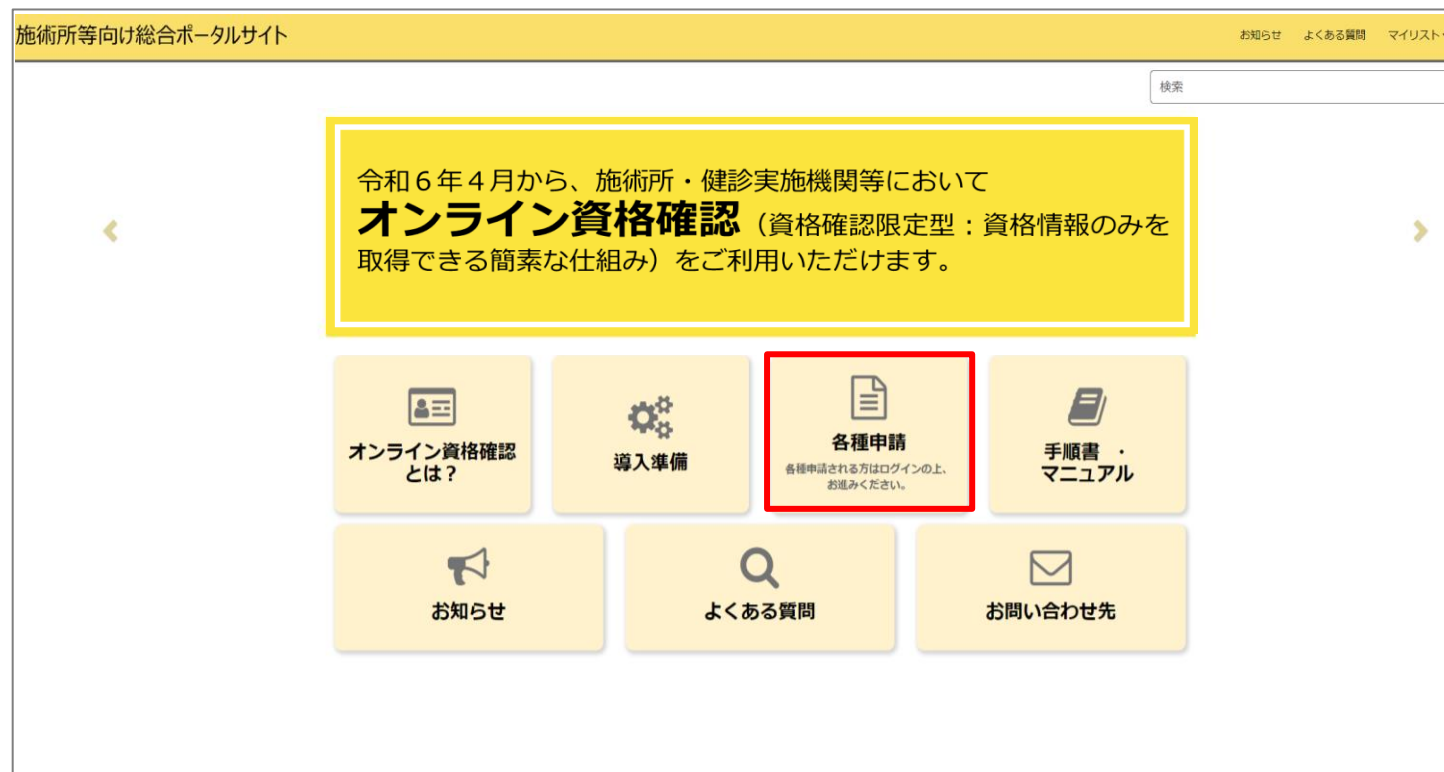 施術所等向け総合ポータルサイト
お知らせ よくある質問 マイリスト
検索
令和６年４月から、施術所・健診実施機関等において
オンライン資格確認（資格確認限定型：資格情報のみを
取得できる簡素な仕組み）をご利用いただけます。
オンライン資格確認
とは？
導入準備
各種申請
各種申請される方はログインの上、
お進みください。
手順書 ・
マニュアル
お知らせ
よくある質問
お問い合わせ先